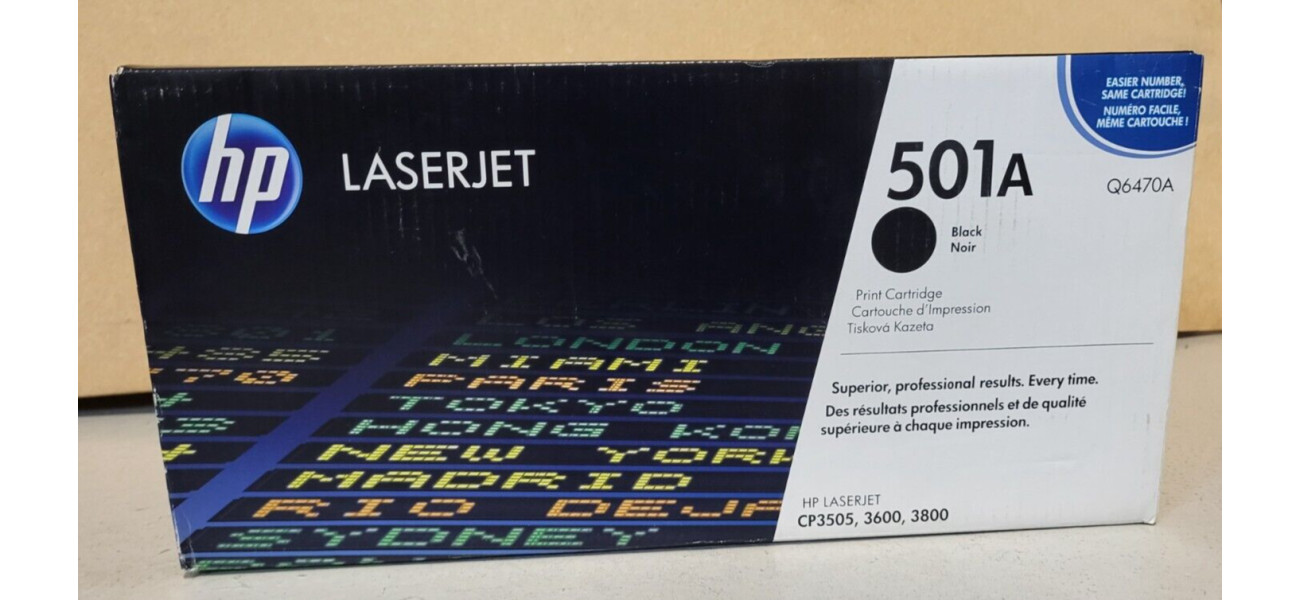 hp
LASERJET
EASIER NUMBER,
SAME CARTRIDGE!
NUMÉRO FACILE,
MÊME CARTOUCHE !
501A
Q6470A
Black
Noir
Print Cartridge
Cartouche d'Impression
Tisková Kazeta
Superior, professional results. Every time.
Des résultats professionnels et de qualité
supérieure à chaque impression.
HP LASERJET
CP3505, 3600, 3800
LONDON
MIAMI
PARIS
TOKYO
HONG KON
NEW YORK
MADRID
RIO DEJA
SYDNEY